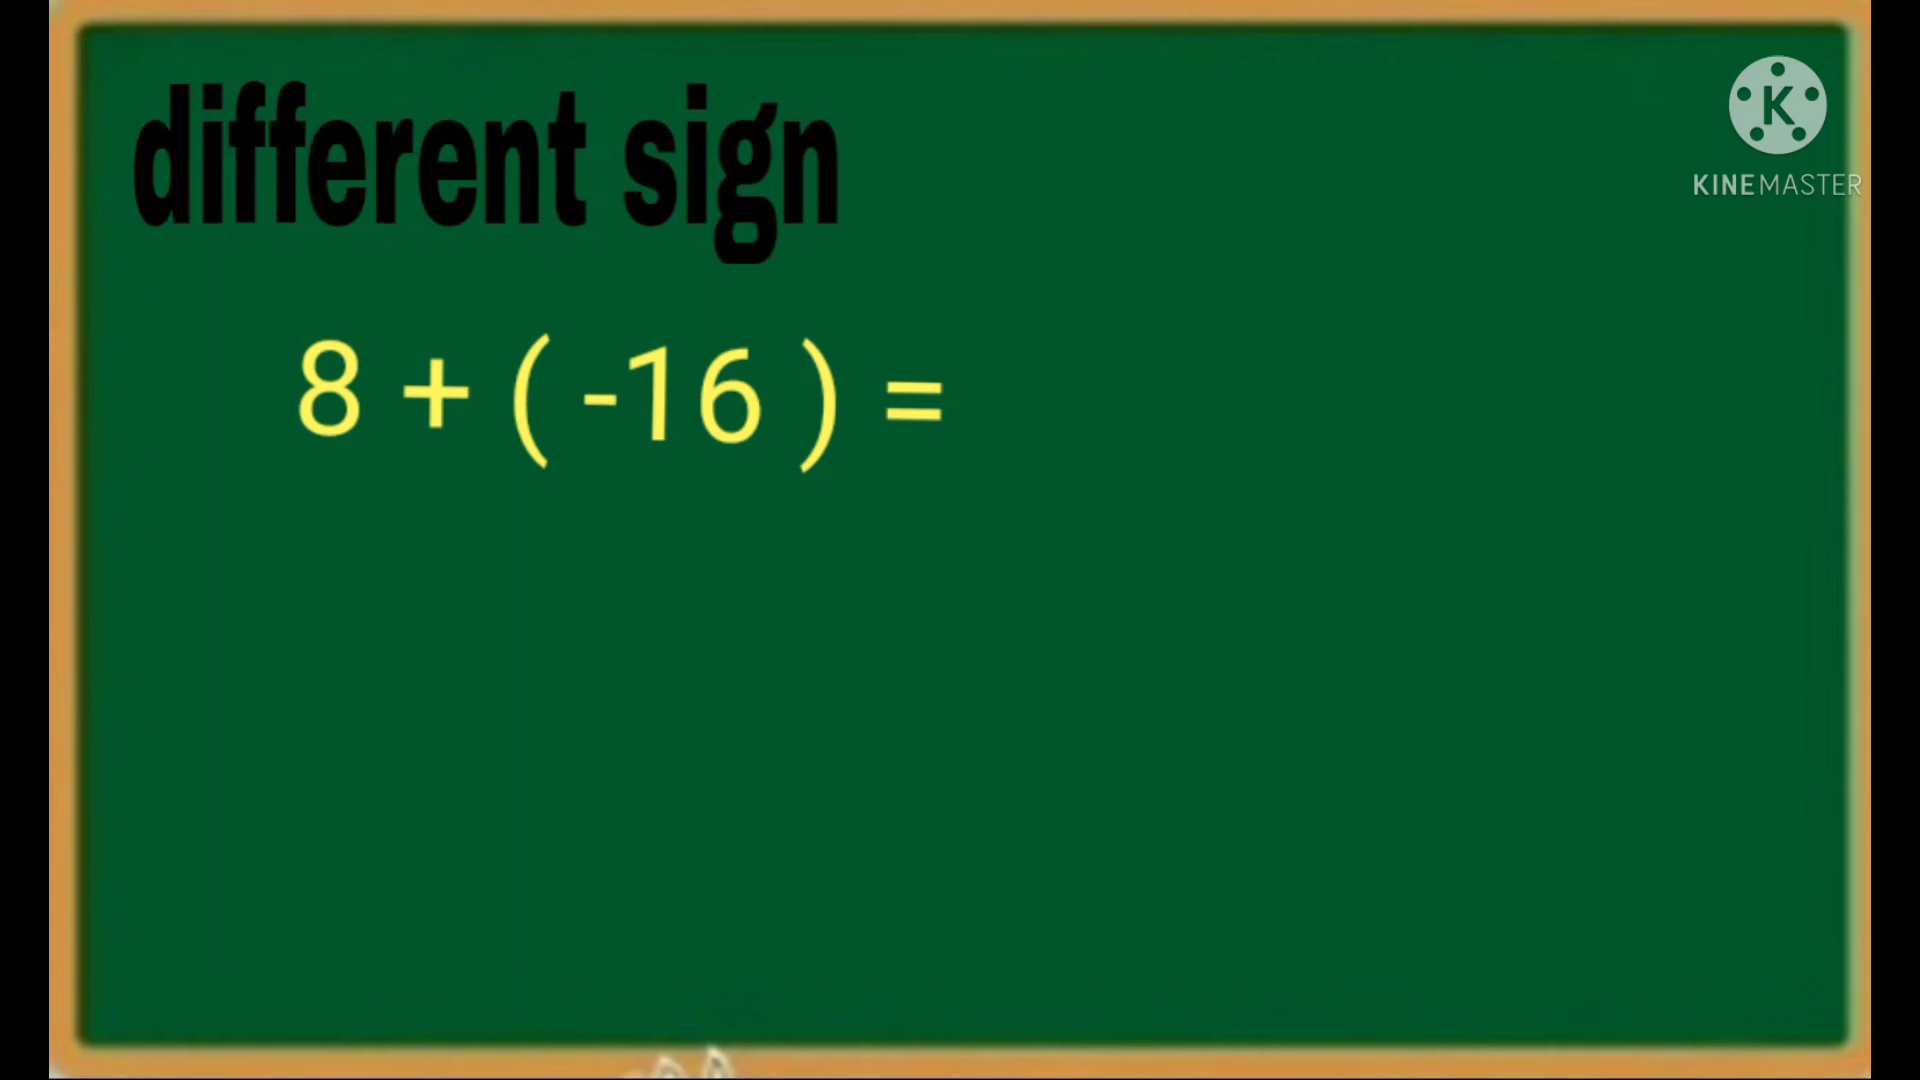 different sign
K
KINEMASTER
8 + ( -16 ) =